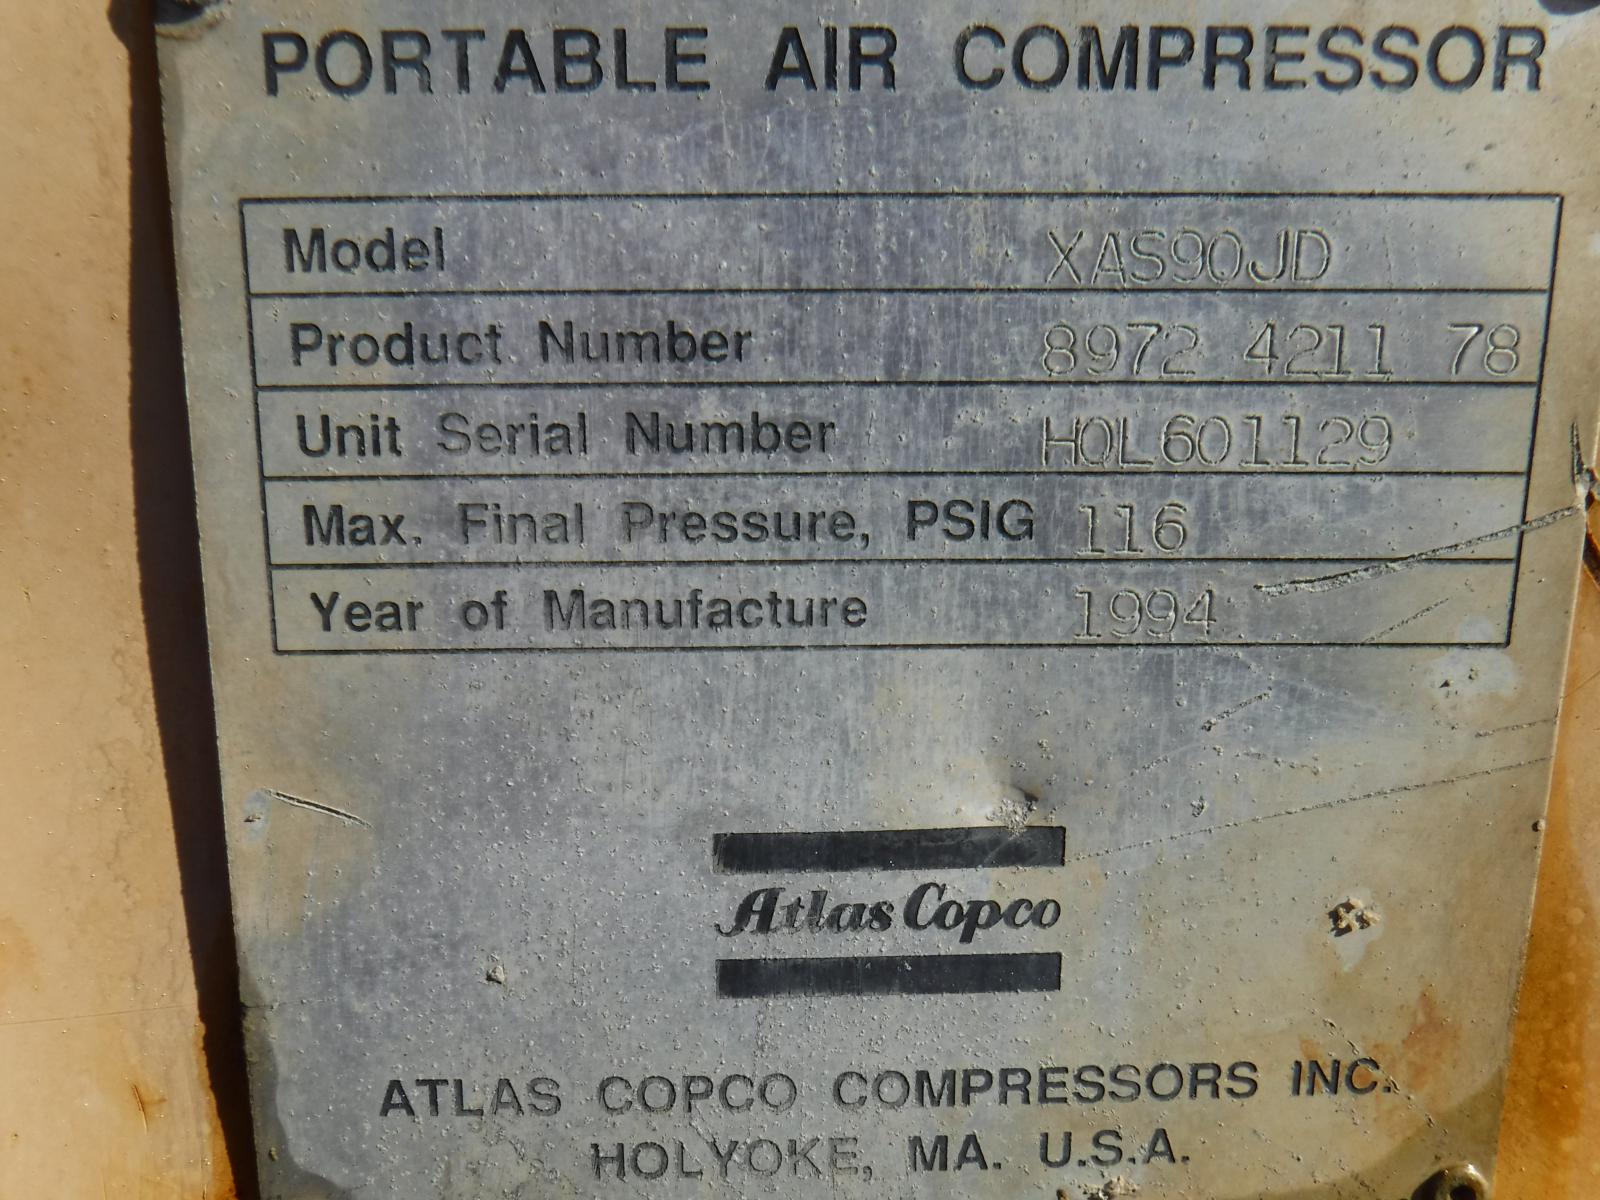 PORTABLE AIR COMPRESSOR
Model XAS90JD
Product Number 8972 4211 78
Unit Serial Number HOL601129
Max. Final Pressure, PSIG 116
Year of Manufacture 1994
Atlas Copco
ATLAS COPCO COMPRESSORS INC.
HOLYOKE, MA. U.S.A.